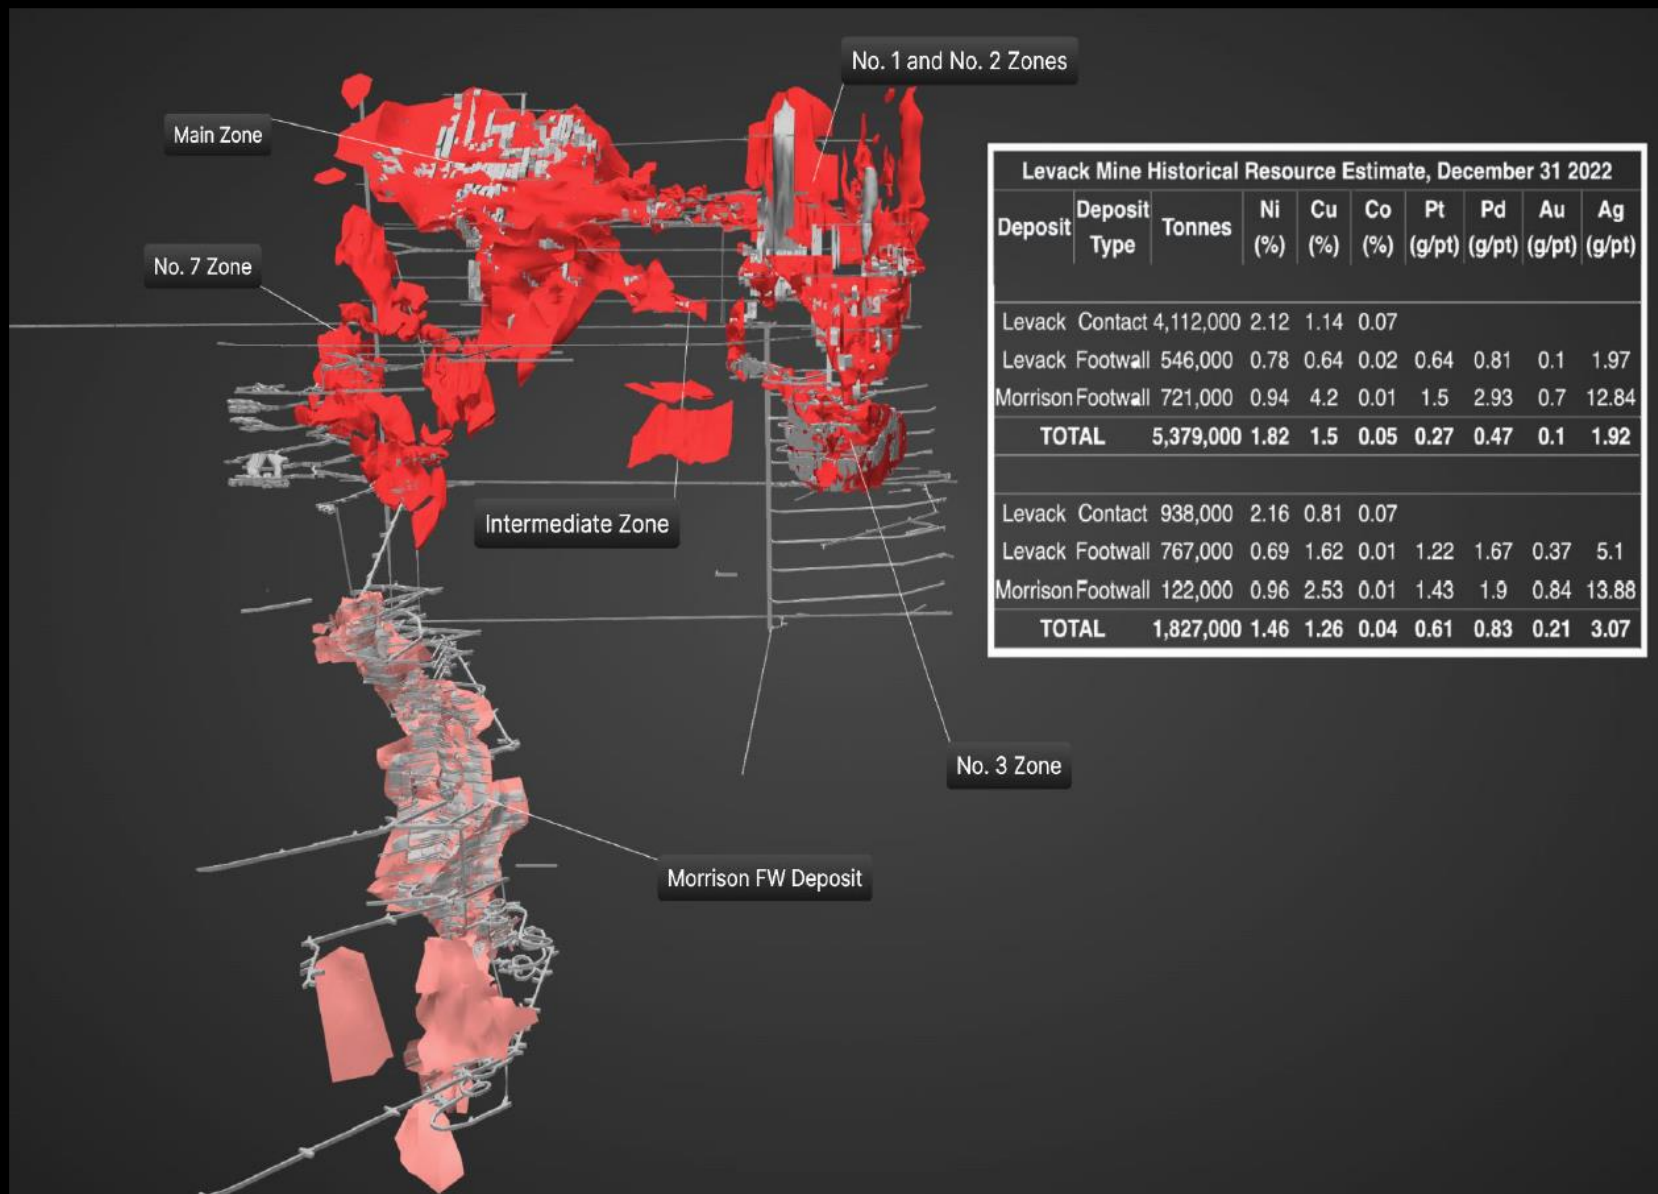 No. 1 and No. 2 Zones
Main Zone
No. 7 Zone
Intermediate Zone
No. 3 Zone
Morrison FW Deposit
Levack Mine Historical Resource Estimate, December 31 2022
Deposit Deposit Type Tonnes Ni (%) Cu (%) Co (%) Pt (g/pt) Pd (g/pt) Au (g/pt) Ag (g/pt)
Levack Contact 4,112,000 2.12 1.14 0.07
Levack Footwall 546,000 0.78 0.64 0.02 0.64 0.81 0.1 1.97
Morrison Footwall 721,000 0.94 4.2 0.01 1.5 2.93 0.7 12.84
TOTAL 5,379,000 1.82 1.5 0.05 0.27 0.47 0.1 1.92
Levack Contact 938,000 2.16 0.81 0.07
Levack Footwall 767,000 0.69 1.62 0.01 1.22 1.67 0.37 5.1
Morrison Footwall 122,000 0.96 2.53 0.01 1.43 1.9 0.84 13.88
TOTAL 1,827,000 1.46 1.26 0.04 0.61 0.83 0.21 3.07